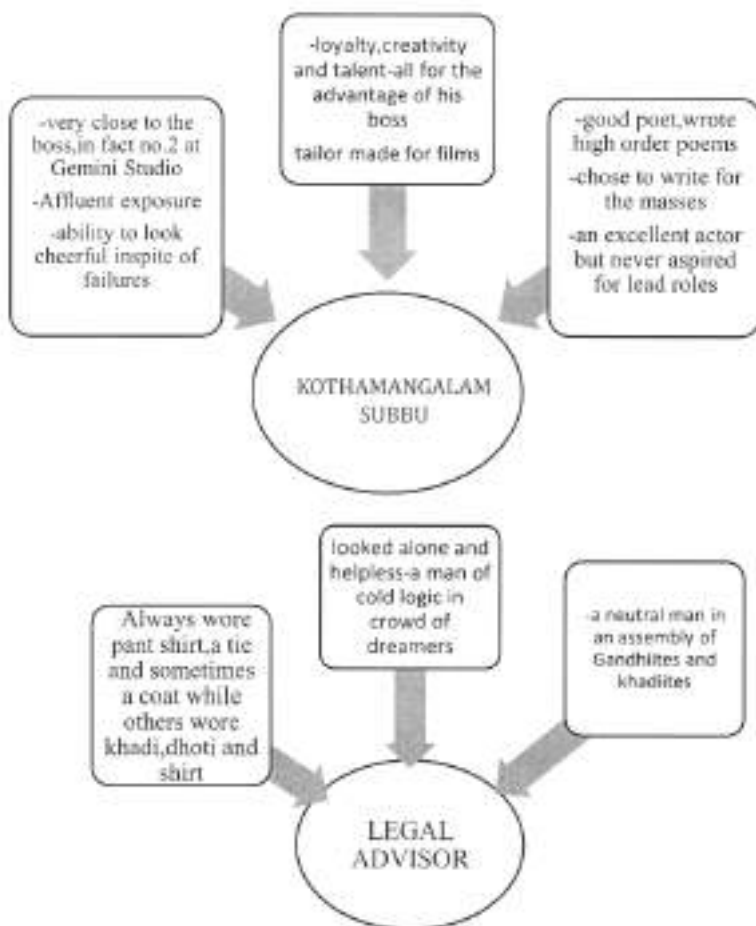 -loyalty,creativity
and talent-all for the
advantage of his
boss
tailor made for films
-very close to the
boss,in fact no.2 at
Gemini Studio
-Affluent exposure
-ability to look
cheerful inspite of
failures
-good poet,wrote
high order poems
-chose to write for
the masses
-an excellent actor
but never aspired
for lead roles
KOTHAMANGALAM
SUBBU
looked alone and
helpless-a man of
cold logic in
crowd of
dreamers
Always wore
pant shirt,a tie
and sometimes
a coat while
others wore
khadi,dhoti and
shirt
-a neutral man in
an assembly of
Gandhiites and
khadiites
LEGAL
ADVISOR